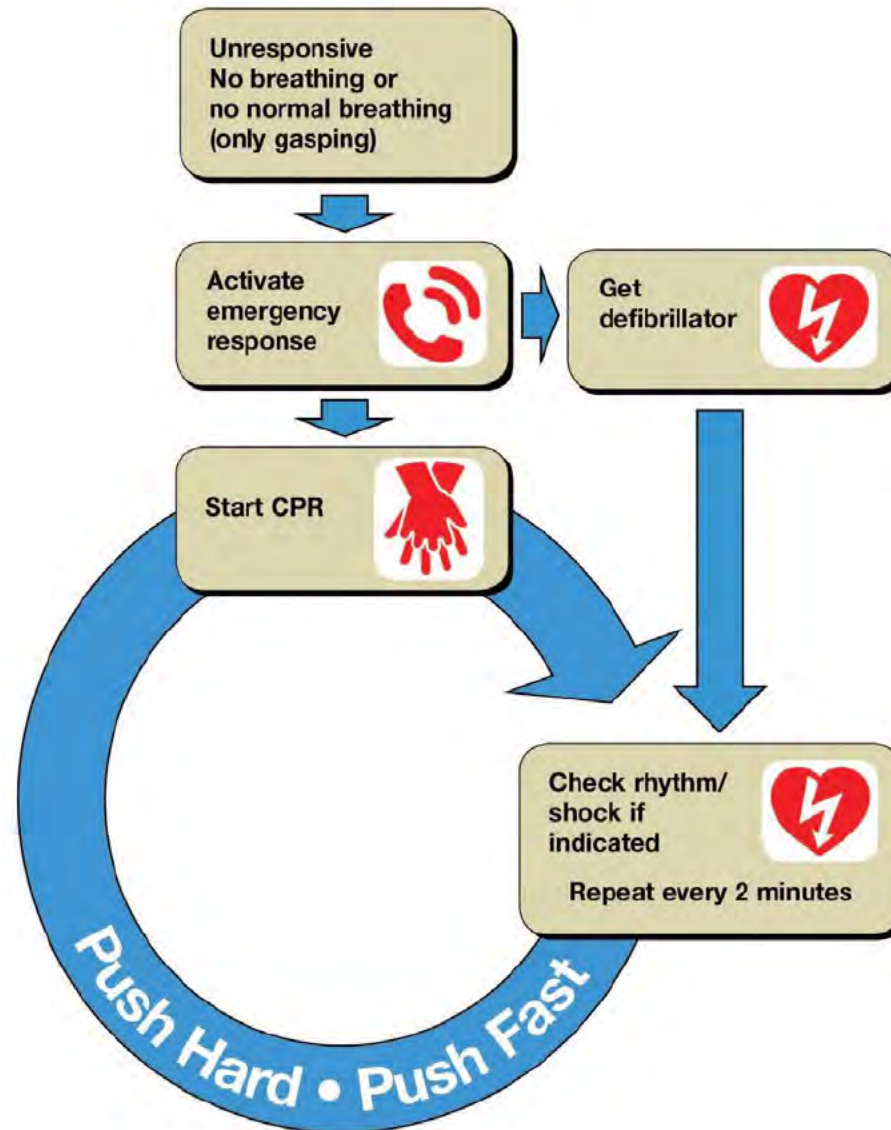 Unresponsive
No breathing or
no normal breathing
(only gasping)
Activate
emergency
response
Get
defibrillator
Start CPR
Check rhythm/
shock if
indicated
Repeat every 2 minutes
Push Hard • Push Fast